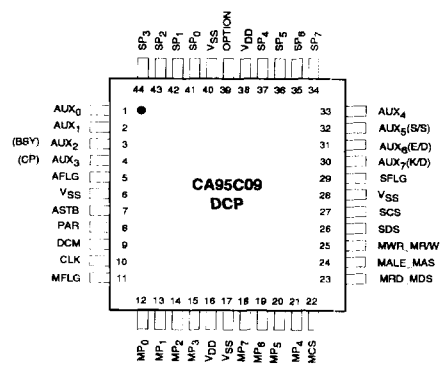 SP3 SP2 SP1 SP0 VSS OPTION VDD SP4 SP5 SP6 SP7
44 43 42 41 40 39 38 37 36 35 34
AUX0 1
AUX1 2
(BSY) AUX2 3
(CP) AUX3 4
AFLG 5
VSS 6
ASTB 7
PAR 8
DCM 9
CLK 10
MFLG 11
CA95C09
DCP
33 AUX4
32 AUX5(S/S)
31 AUX6(E/D)
30 AUX7(K/D)
29 SFLG
28 VSS
27 SCS
26 SDS
25 MWR_MR/W
24 MALE_MAS
23 MRD_MDS
12 13 14 15 16 17 18 19 20 21 22
MP0 MP1 MP2 MP3 VDD VSS MP7 MP6 MP5 MP4 MCS